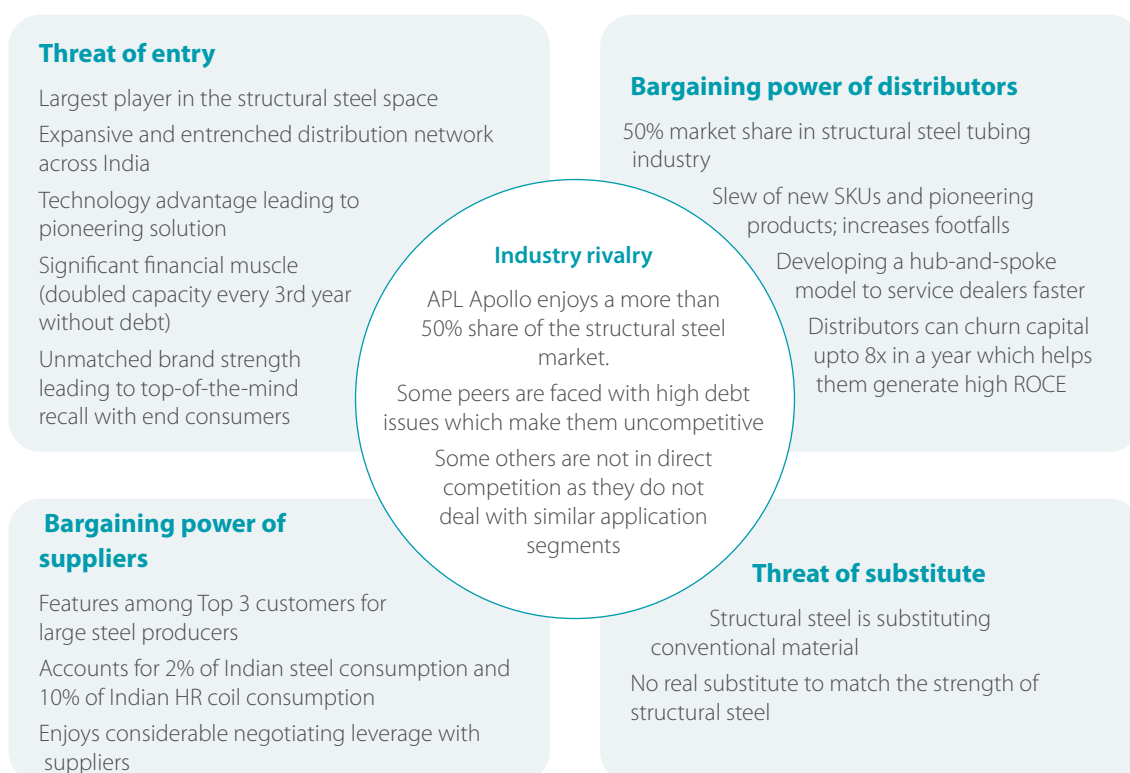 Threat of entry
Largest player in the structural steel space
Expansive and entrenched distribution network
across India
Technology advantage leading to
pioneering solution
Significant financial muscle
(doubled capacity every 3rd year
without debt)
Unmatched brand strength
leading to top-of-the-mind
recall with end consumers
Bargaining power of distributors
50% market share in structural steel tubing
industry
Slew of new SKUs and pioneering
products; increases footfalls
Developing a hub-and-spoke
model to service dealers faster
Distributors can churn capital
upto 8x in a year which helps
them generate high ROCE
Industry rivalry
APL Apollo enjoys a more than
50% share of the structural steel
market.
Some peers are faced with high debt
issues which make them uncompetitive
Some others are not in direct
competition as they do not
deal with similar application
segments
Bargaining power of
suppliers
Features among Top 3 customers for
large steel producers
Accounts for 2% of Indian steel consumption and
10% of Indian HR coil consumption
Enjoys considerable negotiating leverage with
suppliers
Threat of substitute
Structural steel is substituting
conventional material
No real substitute to match the strength of
structural steel